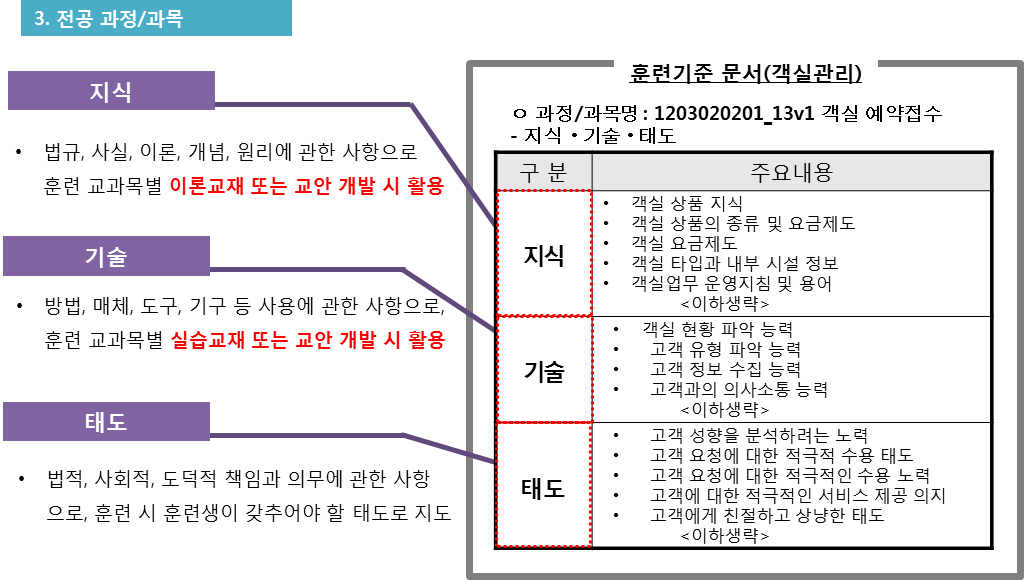 3. 전공 과정/과목
지식
• 법규, 사실, 이론, 개념, 원리에 관한 사항으로
훈련 교과목별 이론교재 또는 교안 개발 시 활용
기술
• 방법, 매체, 도구, 기구 등 사용에 관한 사항으로,
훈련 교과목별 실습교재 또는 교안 개발 시 활용
태도
• 법적, 사회적, 도덕적 책임과 의무에 관한 사항
으로, 훈련 시 훈련생이 갖추어야 할 태도로 지도
훈련기준 문서(객실관리)
ㅇ 과정/과목명 : 1203020201_13v1 객실 예약접수
- 지식・기술・태도
구 분 주요내용
지식
• 객실 상품 지식
• 객실 상품의 종류 및 요금제도
• 객실 요금제도
• 객실 타입과 내부 시설 정보
• 객실업무 운영지침 및 용어
<이하생략>
기술
• 객실 현황 파악 능력
• 고객 유형 파악 능력
• 고객 정보 수집 능력
• 고객과의 의사소통 능력
<이하생략>
태도
• 고객 성향을 분석하려는 노력
• 고객 요청에 대한 적극적 수용 태도
• 고객 요청에 대한 적극적인 수용 노력
• 고객에 대한 적극적인 서비스 제공 의지
• 고객에게 친절하고 상냥한 태도
<이하생략>